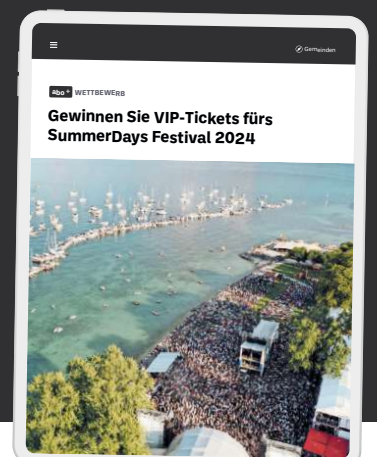 Gemeinden
abo+ WETTBEWERB
Gewinnen Sie VIP-Tickets fürs
SummerDays Festival 2024